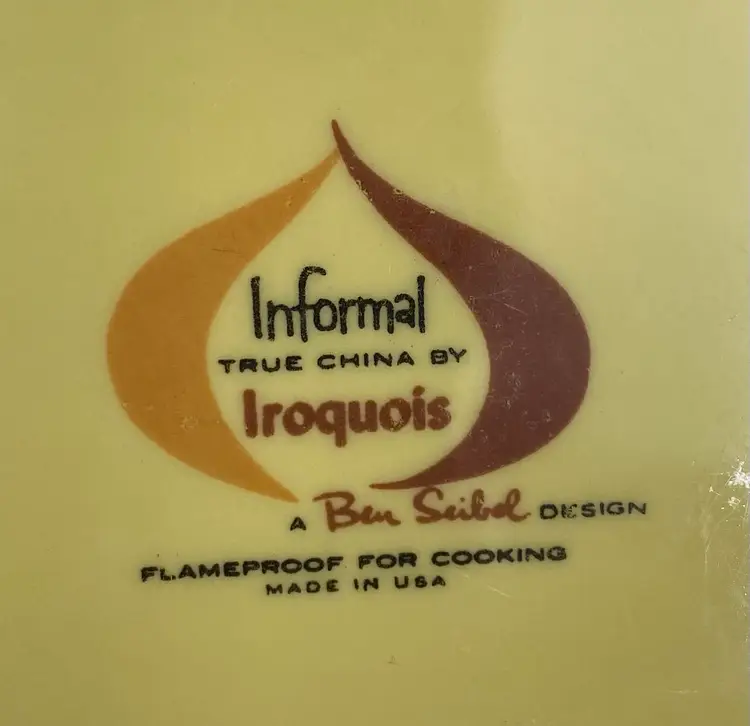 Informal
TRUE CHINA BY
Iroquois
A Ben Seibel DESIGN
FLAMEPROOF FOR COOKING
MADE IN USA